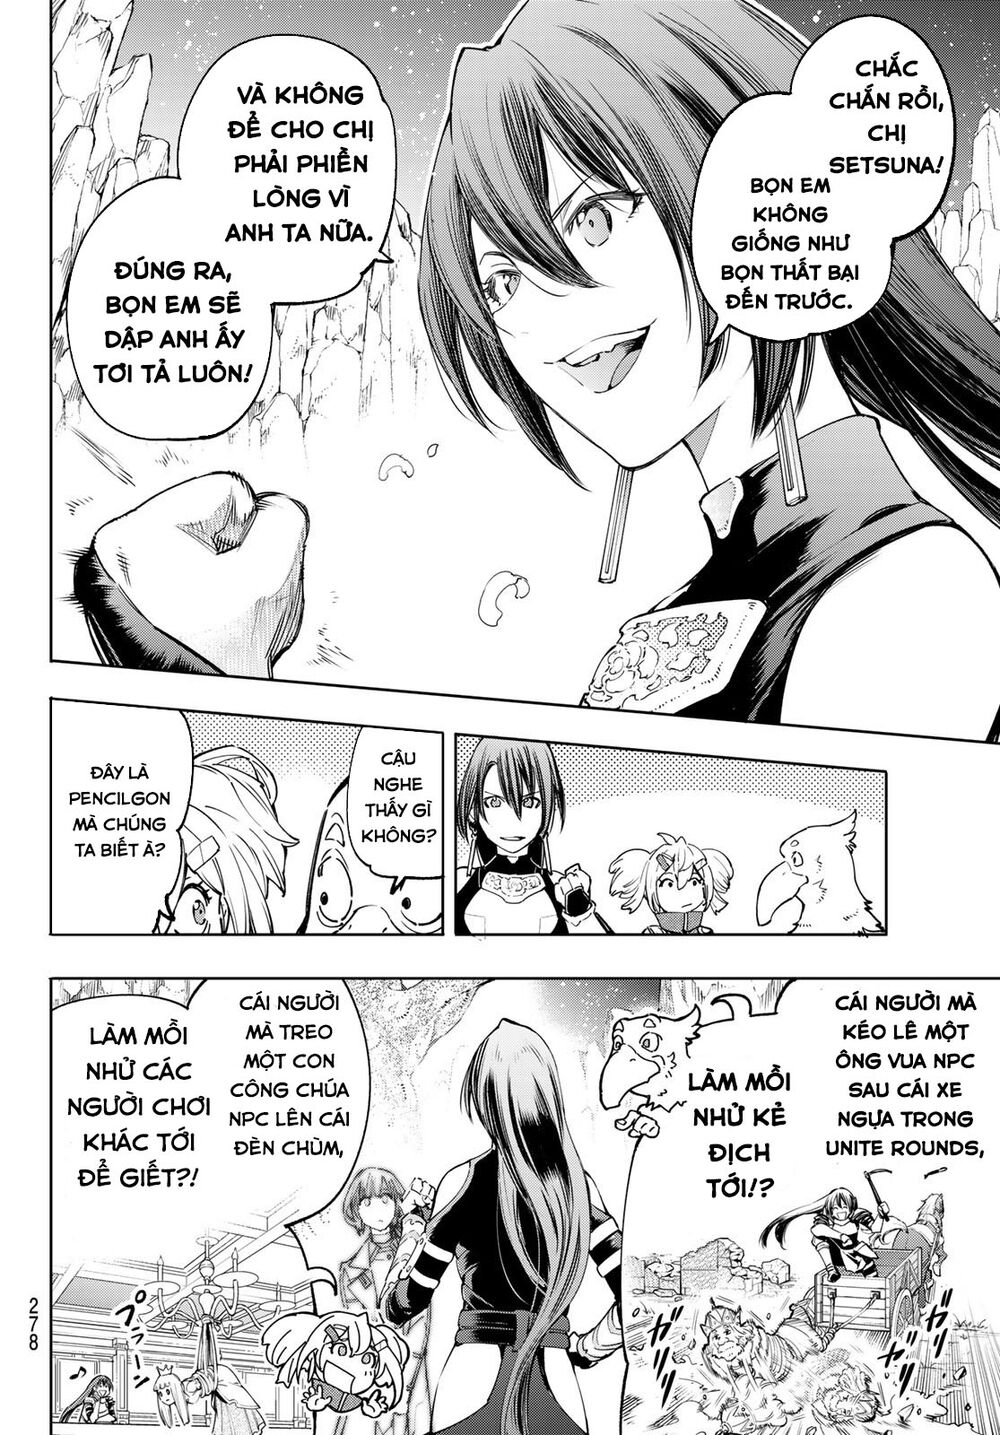 CHẮC
CHẮN RỒI,
CHỊ
SETSUNA!
BỌN EM
KHÔNG
GIỐNG NHƯ
BỌN THẤT BẠI
ĐẾN TRƯỚC.
VÀ KHÔNG
ĐỂ CHO CHỊ
PHẢI PHIỀN
LÒNG VÌ
ANH TA NỮA.
ĐÚNG RA,
BỌN EM SẼ
DẬP ANH ẤY
TƠI TẢ LUÔN!
CẬU
NGHE
THẤY GÌ
KHÔNG?
ĐÂY LÀ
PENCILGON
MÀ CHÚNG
TA BIẾT À?
CÁI NGƯỜI MÀ
KÉO LÊ MỘT
ÔNG VUA NPC
SAU CÁI XE
NGỰA TRONG
UNITE ROUNDS,
LÀM MỒI
NHỬ KẺ
ĐỊCH
TỚI!?
CÁI NGƯỜI
MÀ TREO
MỘT CON
CÔNG CHÚA
NPC LÊN CÁI
ĐÈN CHÙM,
LÀM MỒI
NHỬ CÁC
NGƯỜI CHƠI
KHÁC TỚI
ĐỂ GIẾT?!
278